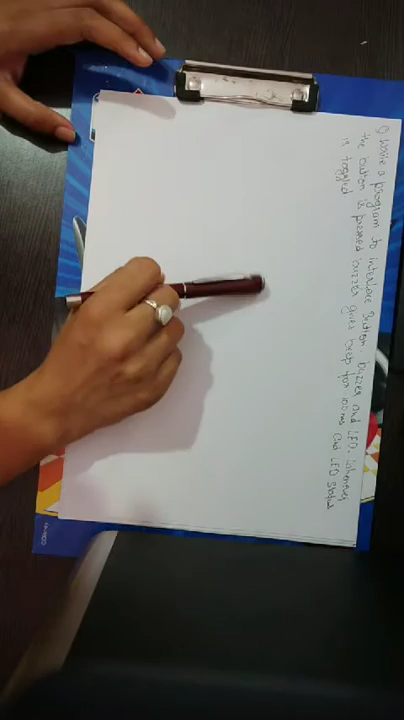 Q Write a program to interface Button buzzer and LED. Whenever
the button is pressed buzzer gives beep for 100ms and LED status
is toggled